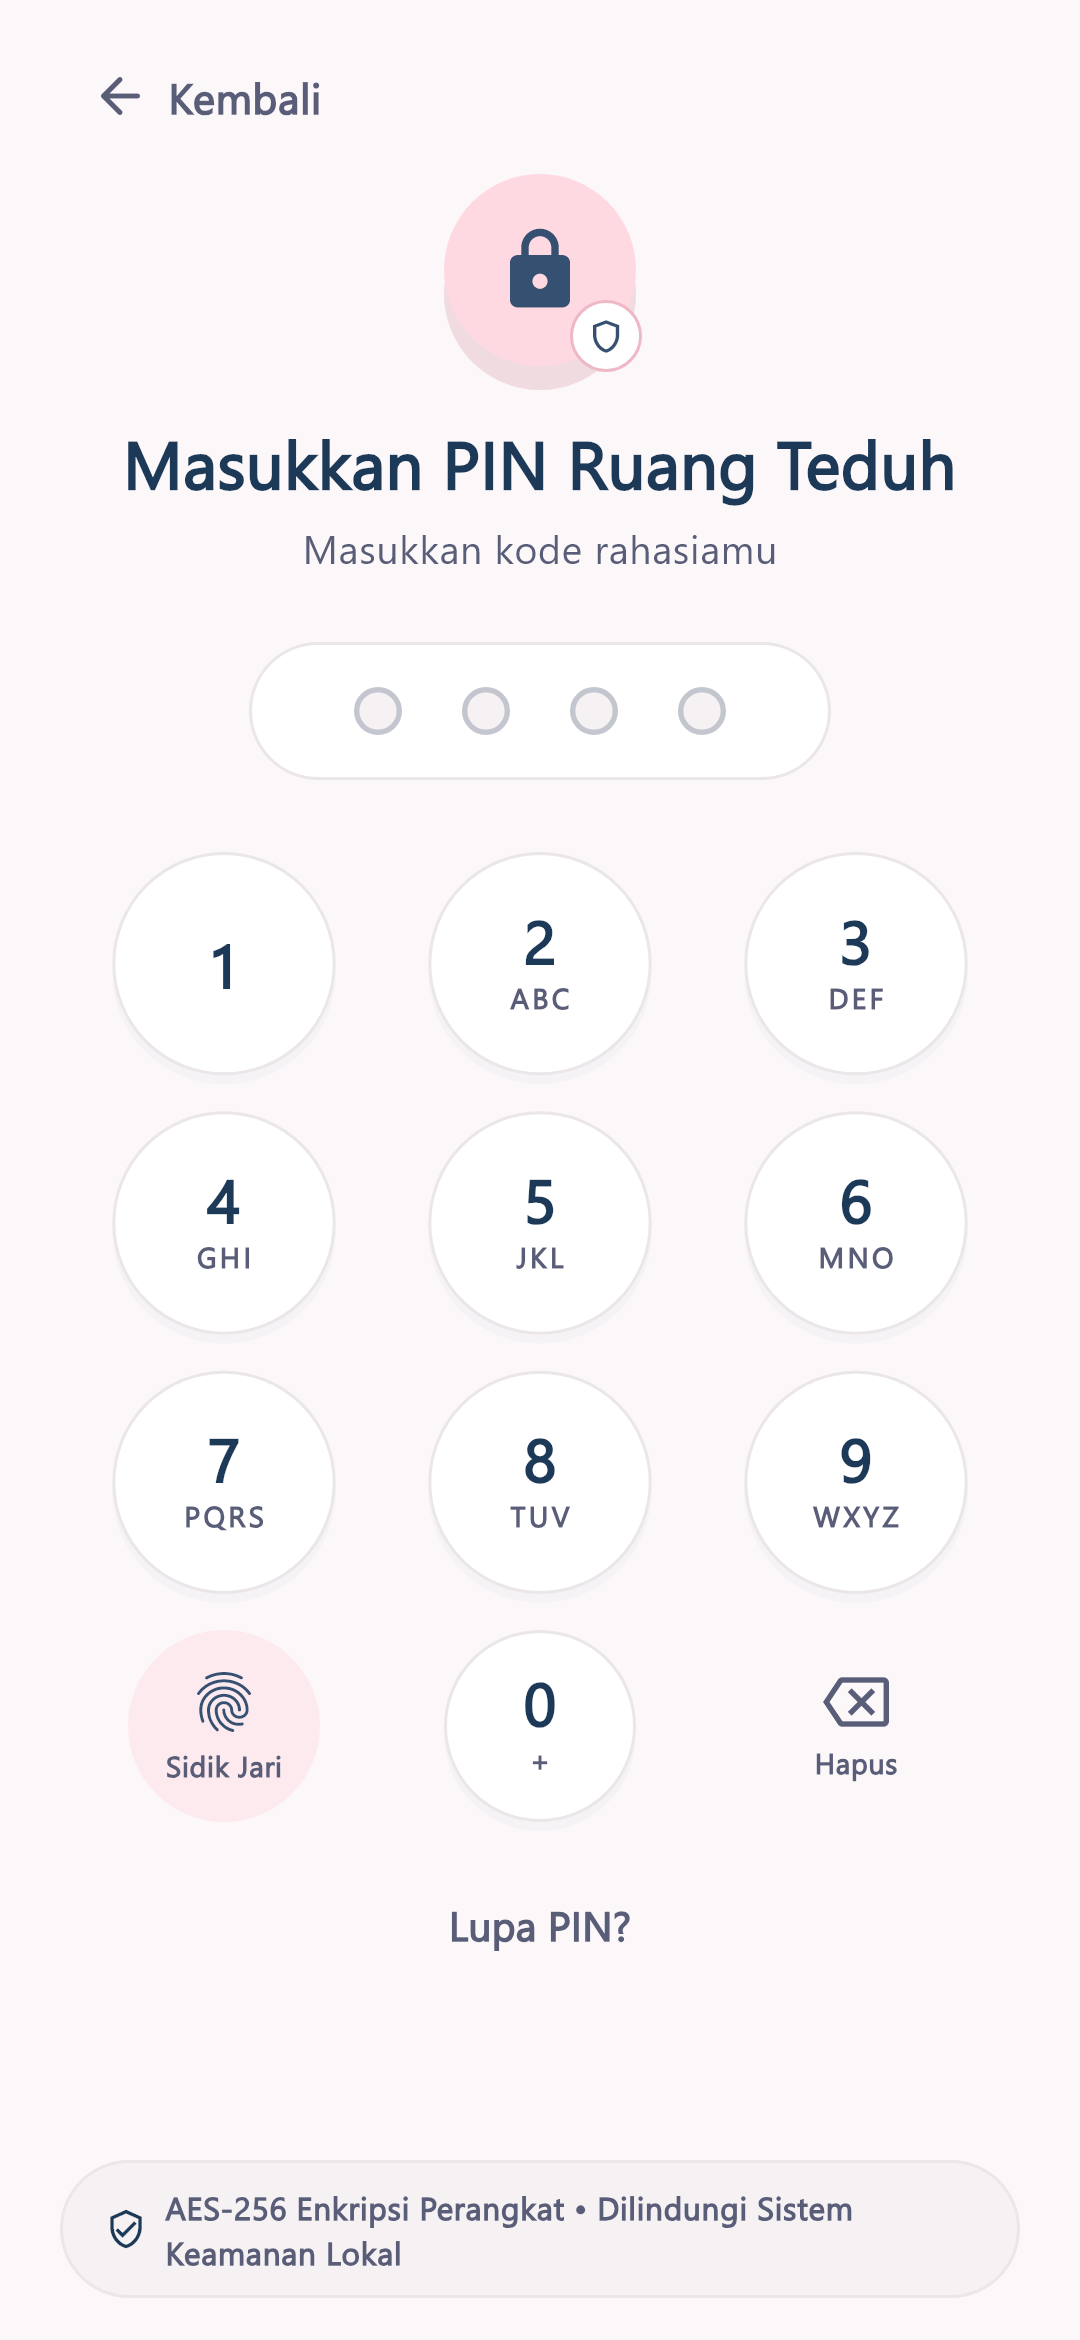 Kembali
Masukkan PIN Ruang Teduh
Masukkan kode rahasiamu
1
2
ABC
3
DEF
4
GHI
5
JKL
6
MNO
7
PQRS
8
TUV
9
WXYZ
Sidik Jari
0
+
Hapus
Lupa PIN?
AES-256 Enkripsi Perangkat • Dilindungi Sistem
Keamanan Lokal